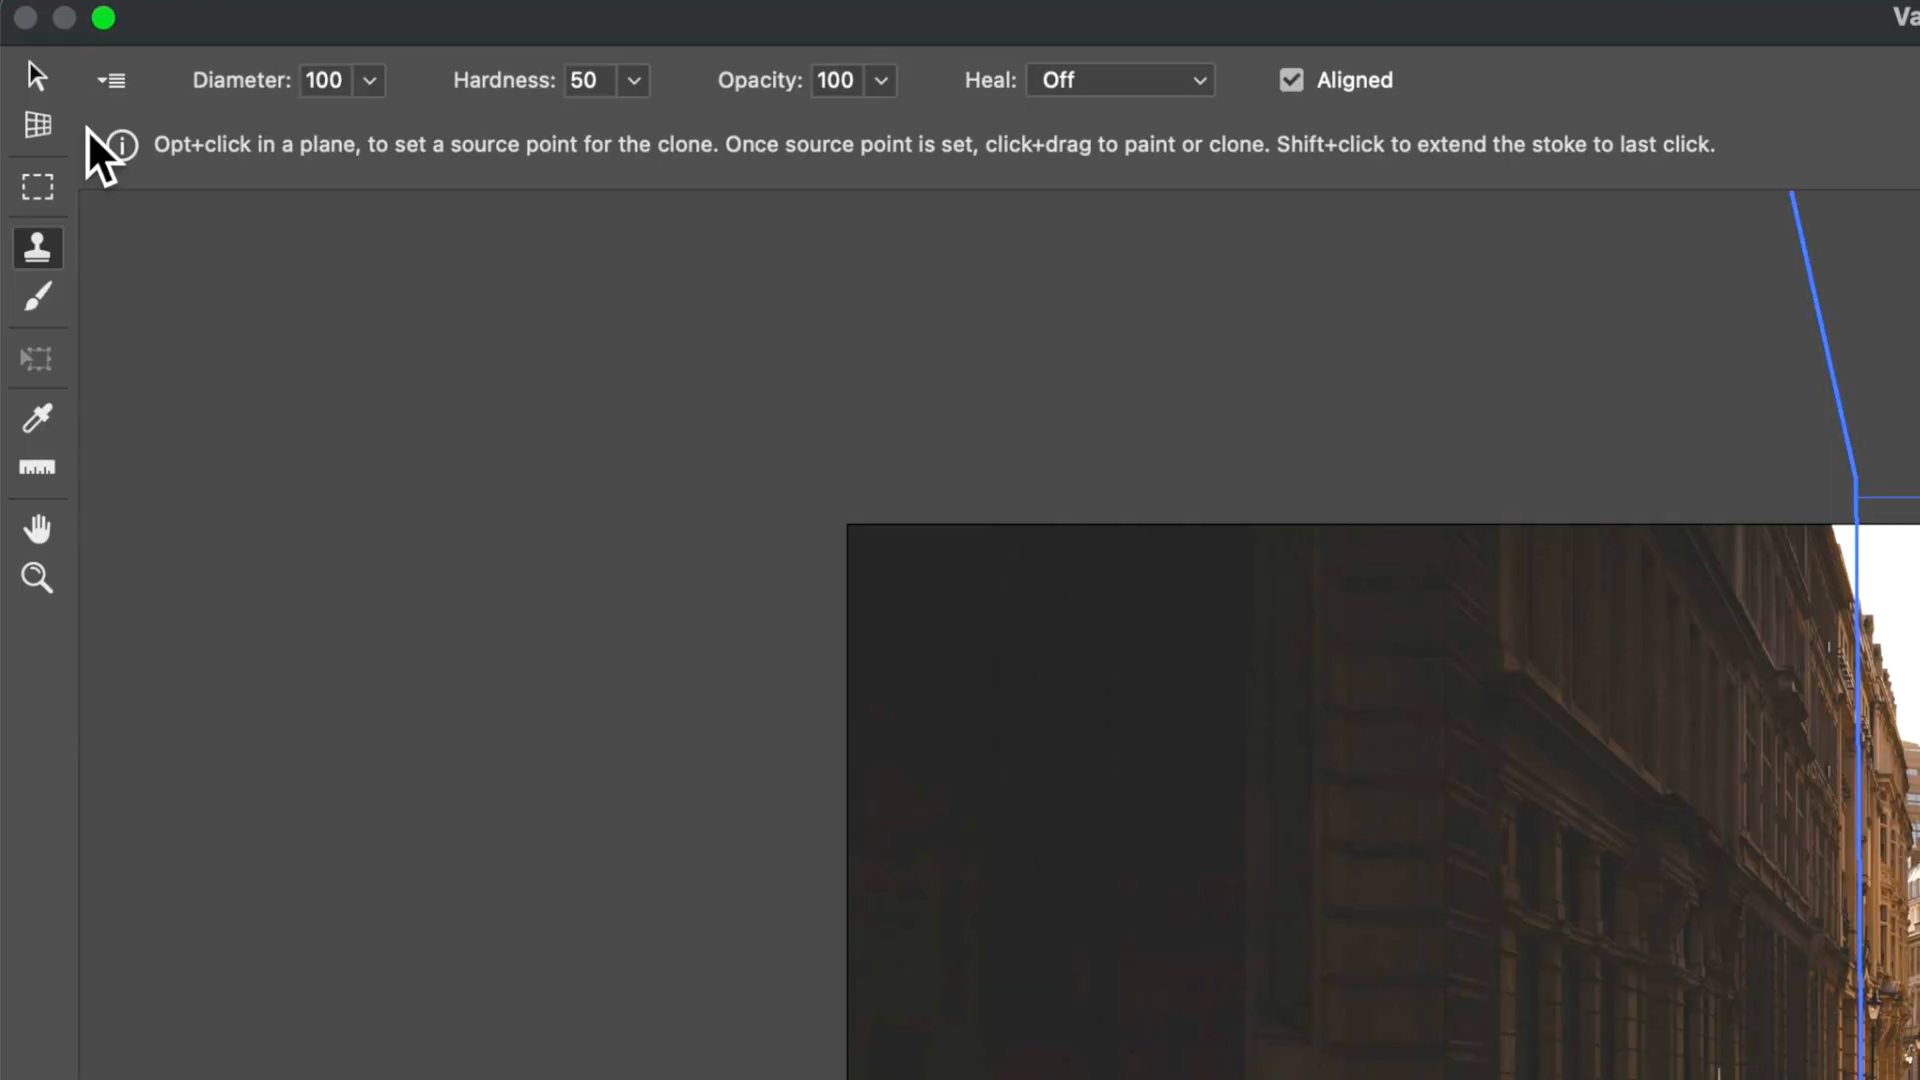 Va
Diameter: 100 Hardness: 50 Opacity: 100 Heal: Off Aligned
Opt+click in a plane, to set a source point for the clone. Once source point is set, click+drag to paint or clone. Shift+click to extend the stoke to last click.